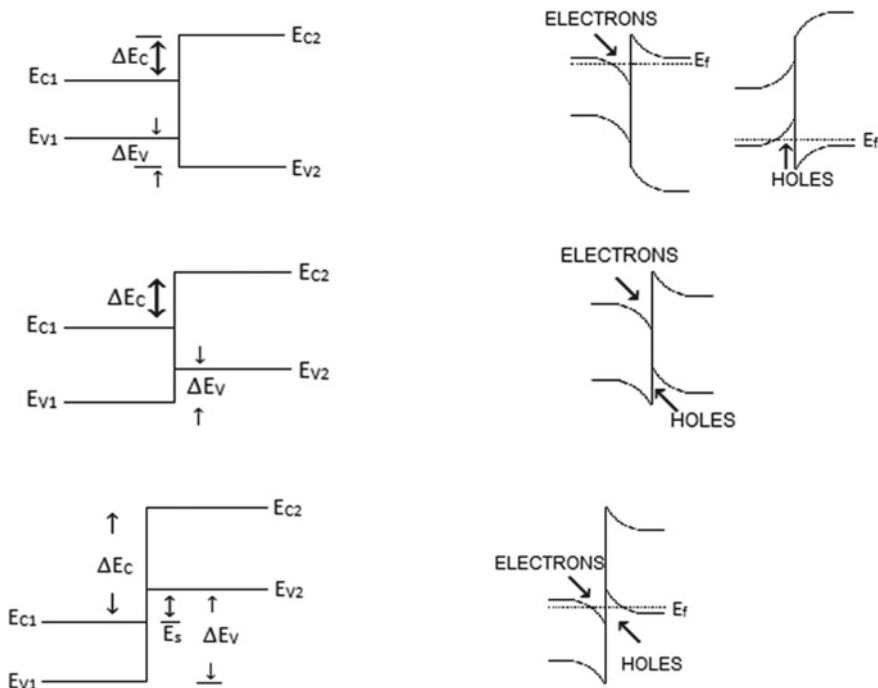 ELECTRONS
ΔEC
EC2
EC1
Ef
EV1
ΔEV
EV2
Ef
HOLES
ELECTRONS
EC2
ΔEC
EC1
EV2
ΔEV
EV1
HOLES
EC2
ΔEC
ELECTRONS
EV2
EC1
Es
ΔEV
Ef
HOLES
EV1